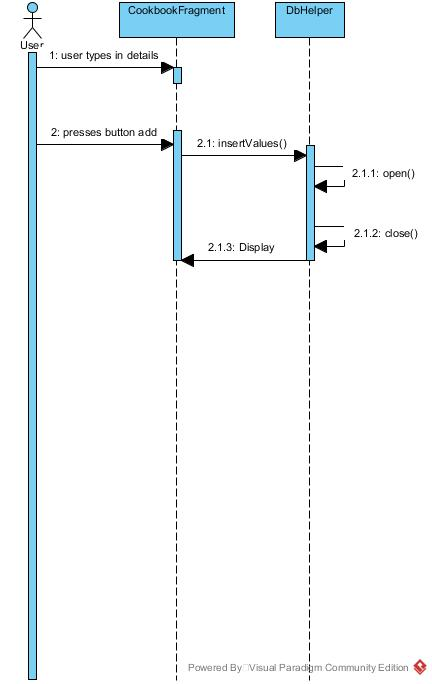 User
CookbookFragment
DbHelper
1: user types in details
2: presses button add
2.1: insertValues()
2.1.1: open()
2.1.2: close()
2.1.3: Display
Powered By Visual Paradigm Community Edition